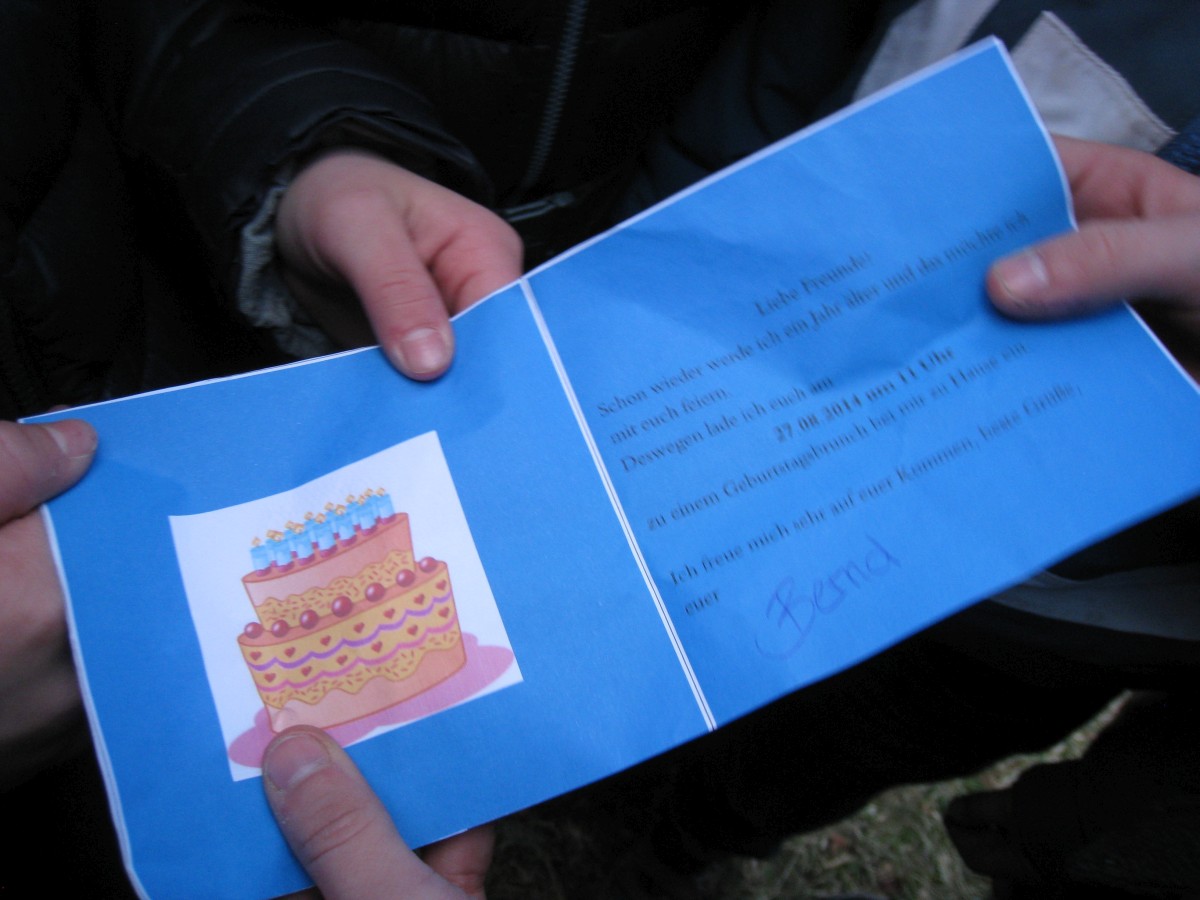 Liebe Freunde!
Schon wieder werde ich ein Jahr älter und das möchte ich
mit euch feiern.
Deswegen lade ich euch am
27.08.2014 um 11 Uhr
zu einem Geburtstagsbrunch bei mir zu Hause ein.
Ich freue mich sehr auf euer Kommen, beste Grüße,
euer
Bernd